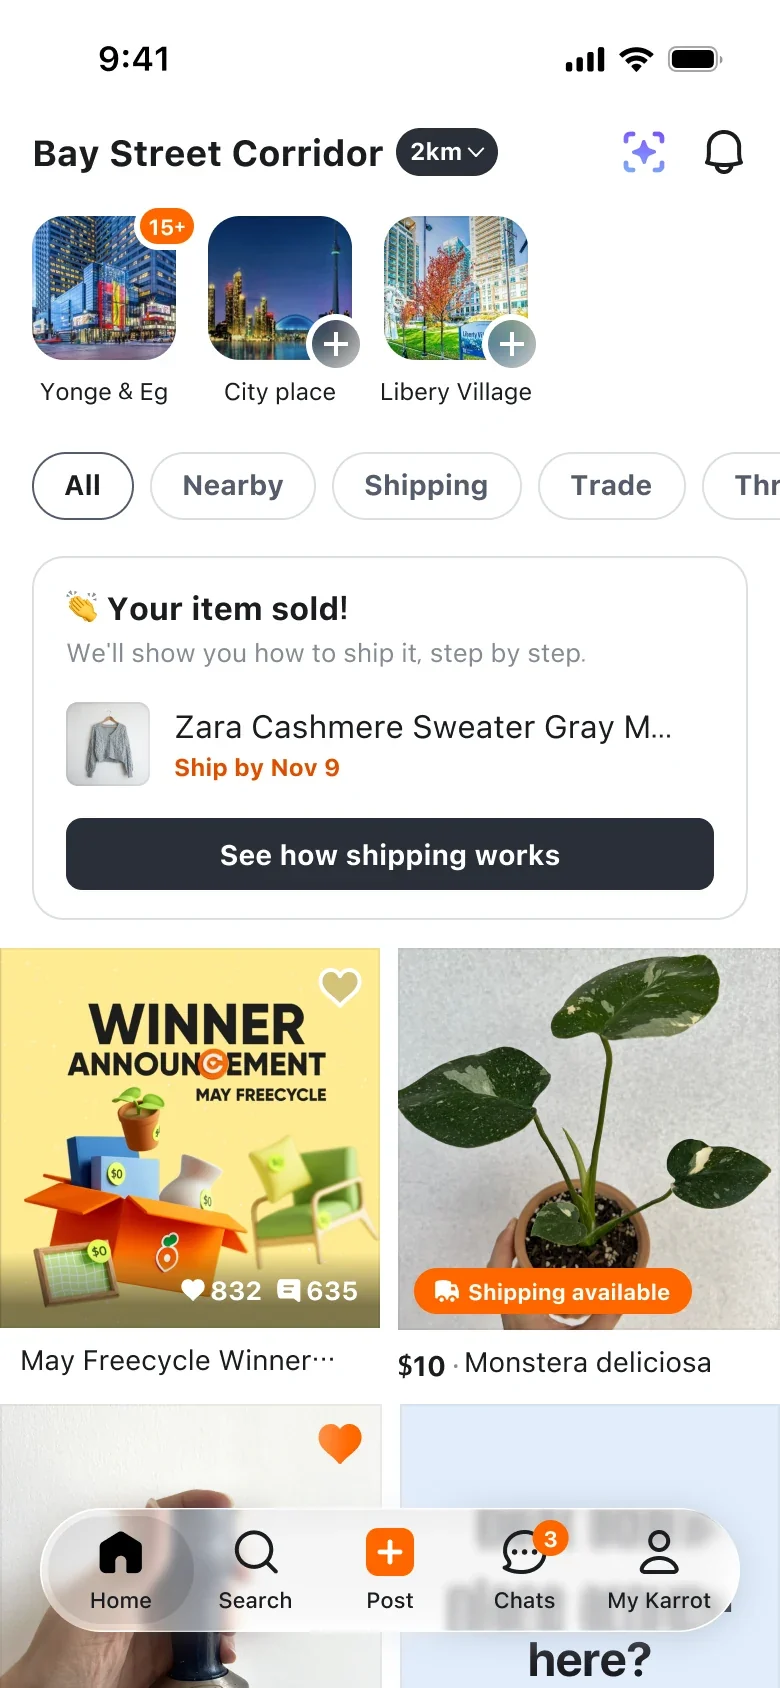 9:41
Bay Street Corridor
2km
15+
Yonge & Eg
City place
Libery Village
All
Nearby
Shipping
Trade
Thr
👏 Your item sold!
We'll show you how to ship it, step by step.
Zara Cashmere Sweater Gray M...
Ship by Nov 9
See how shipping works
WINNER
ANNOUNCEMENT
MAY FREECYCLE
$0
$0
$0
832
635
Shipping available
May Freecycle Winner···
$10 · Monstera deliciosa
Home
Search
Post
3
Chats
My Karrot
here?